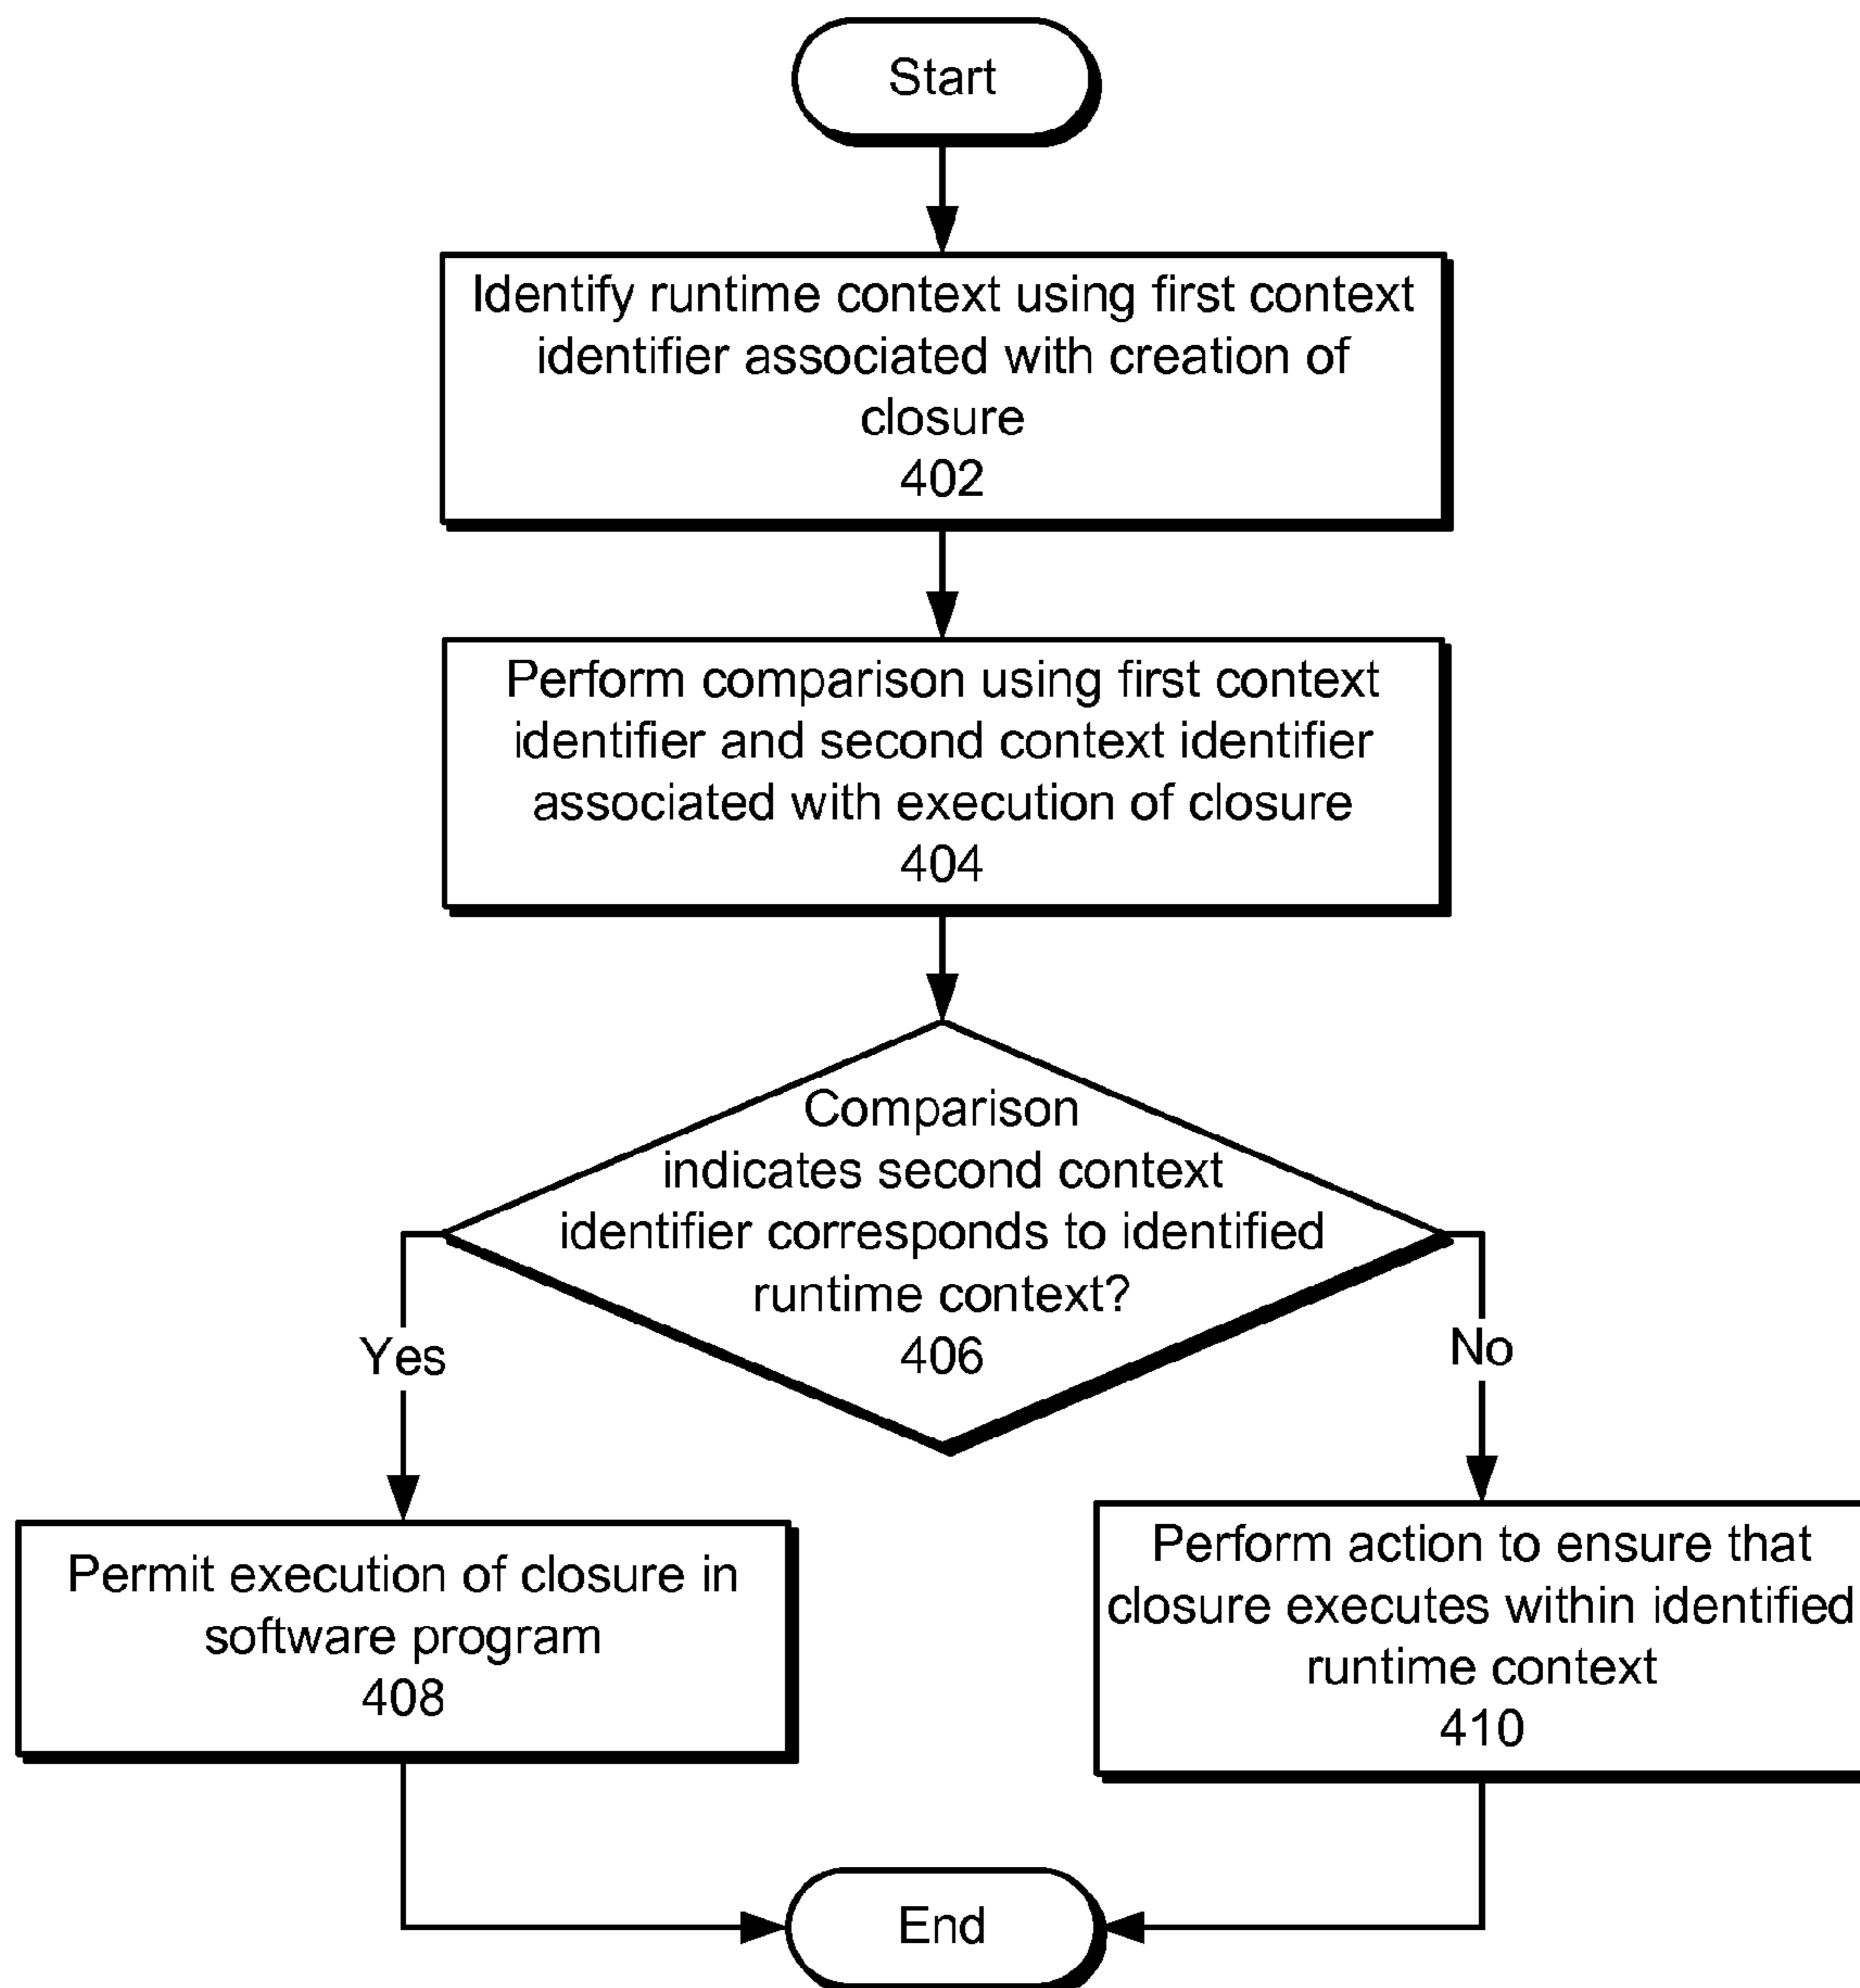 Start
Identify runtime context using first context
identifier associated with creation of
closure
402
Perform comparison using first context
identifier and second context identifier
associated with execution of closure
404
Comparison
indicates second context
identifier corresponds to identified
runtime context?
406
Yes
No
Permit execution of closure in
software program
408
Perform action to ensure that
closure executes within identified
runtime context
410
End